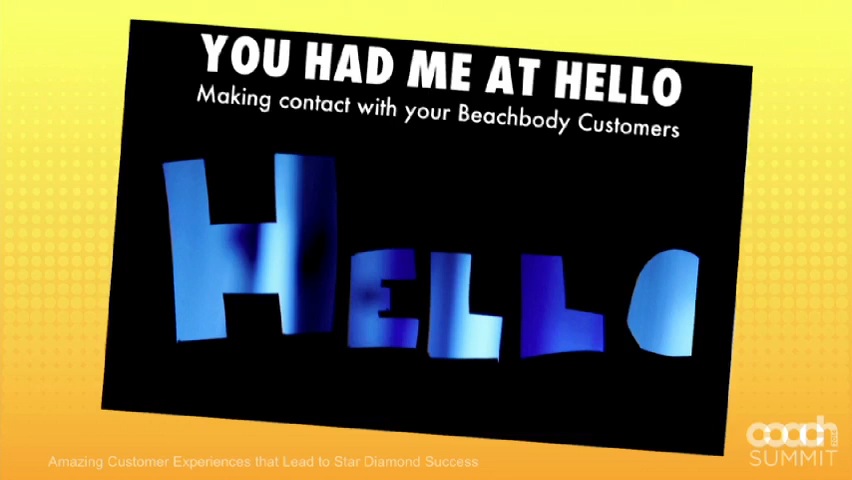 YOU HAD ME AT HELLO
Making contact with your Beachbody Customers
HELLO
Amazing Customer Experiences that Lead to Star Diamond Success
coach
SUMMIT